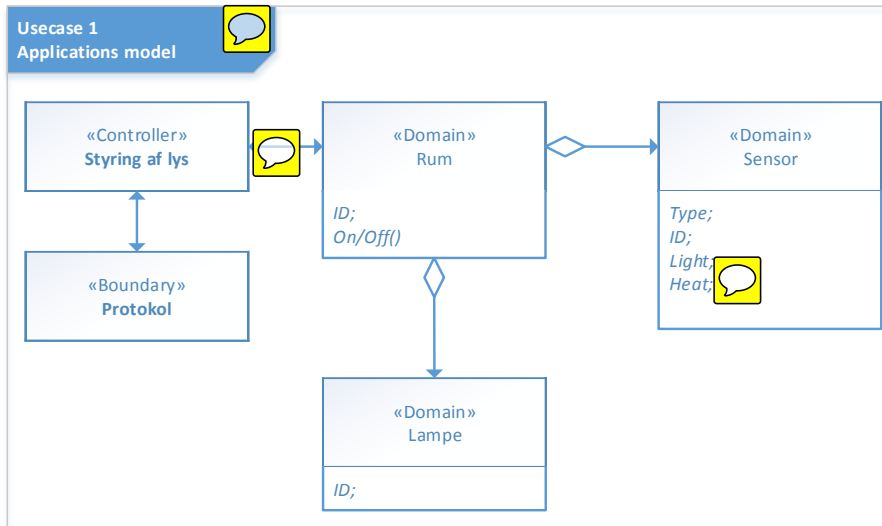 Usecase 1
Applications model
«Controller»
Styring af lys
«Domain»
Rum
ID;
On/Off()
«Domain»
Sensor
Type;
ID;
Light;
Heat;
«Boundary»
Protokol
«Domain»
Lampe
ID;